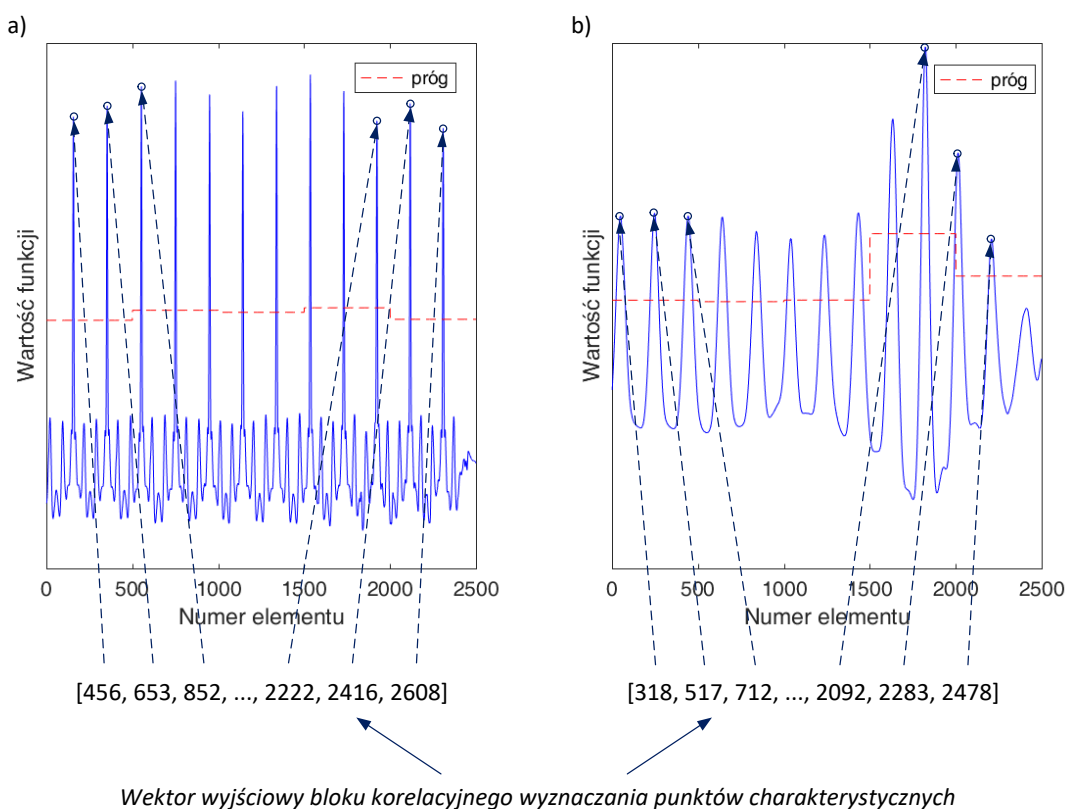 a)
próg
Wartość funkcji
0 500 1000 1500 2000 2500
Numer elementu
[456, 653, 852, ..., 2222, 2416, 2608]
b)
próg
Wartość funkcji
0 500 1000 1500 2000 2500
Numer elementu
[318, 517, 712, ..., 2092, 2283, 2478]
Wektor wyjściowy bloku korelacyjnego wyznaczania punktów charakterystycznych